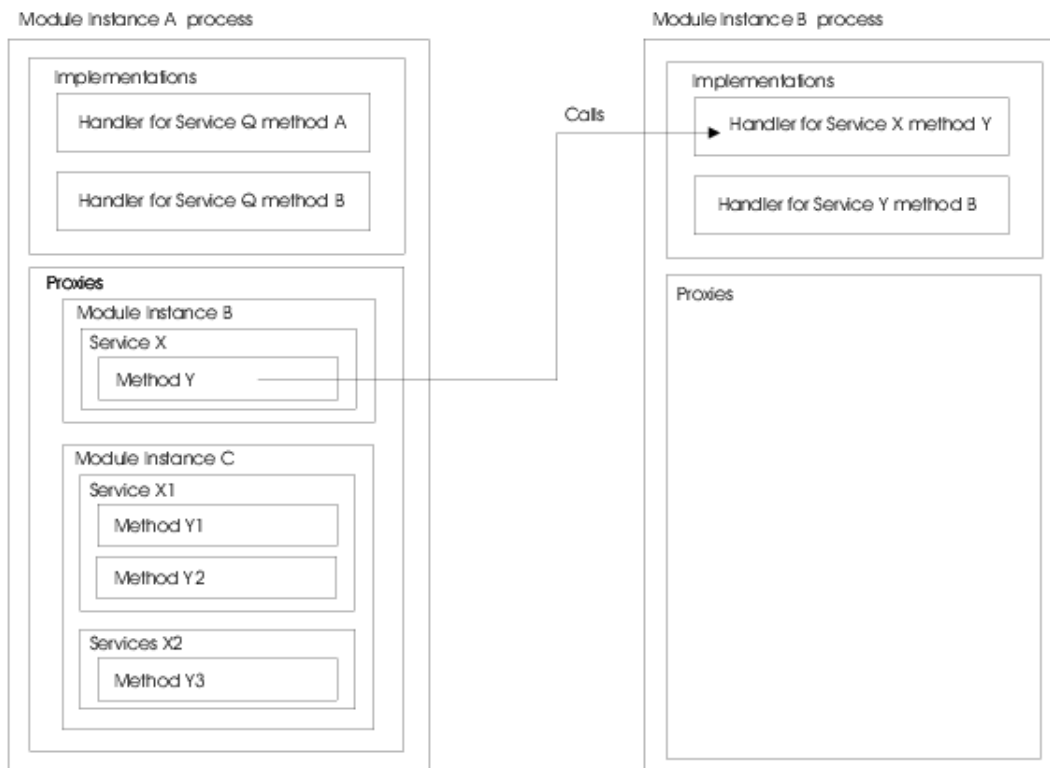 Module Instance A process
Implementations
Handler for Service Q method A
Handler for Service Q method B
Proxies
Module Instance B
Service X
Method Y
Module Instance C
Service X1
Method Y1
Method Y2
Services X2
Method Y3
Calls
Module Instance B process
Implementations
Handler for Service X method Y
Handler for Service Y method B
Proxies